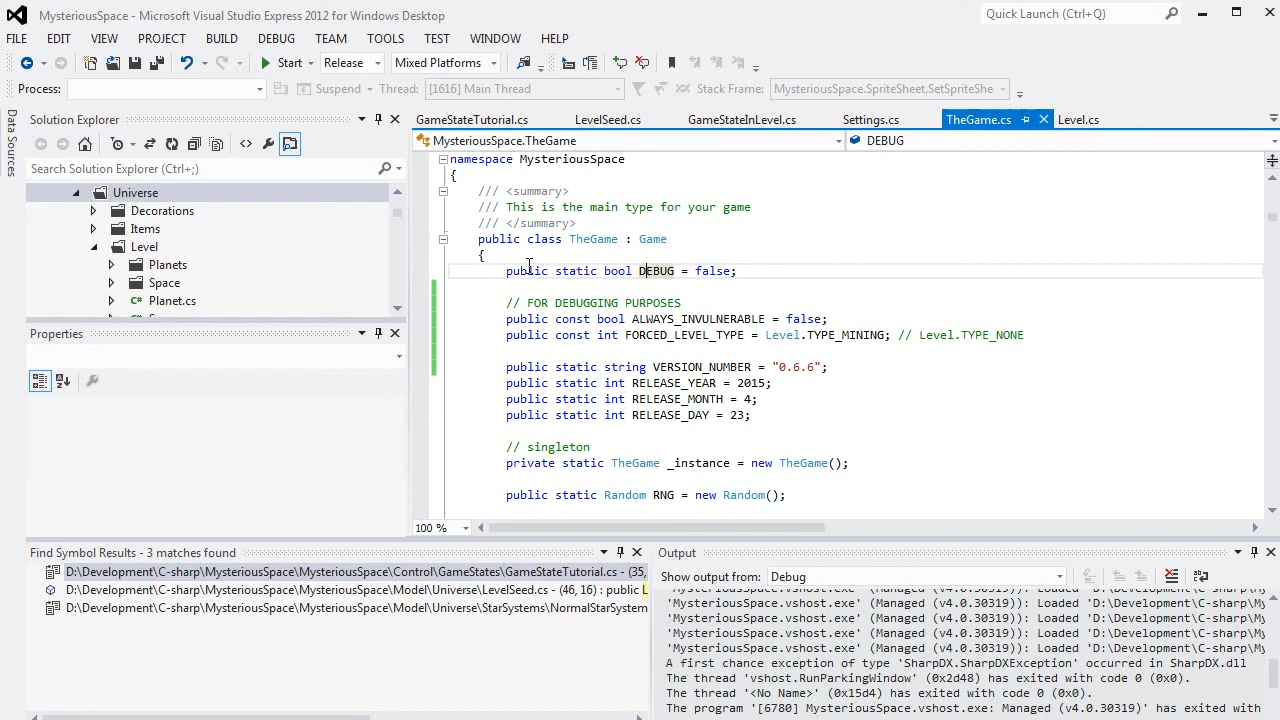 MysteriousSpace - Microsoft Visual Studio Express 2012 for Windows Desktop
Quick Launch (Ctrl+Q)
FILE EDIT VIEW PROJECT BUILD DEBUG TEAM TOOLS TEST WINDOW HELP
Start Release Mixed Platforms
Process: Suspend Thread: [1616] Main Thread Stack Frame: MysteriousSpace.SpriteSheet.SetSpriteShe
Data Sources
Solution Explorer
GameStateTutorial.cs LevelSeed.cs GameStateInLevel.cs Settings.cs TheGame.cs Level.cs
MysteriousSpace.TheGame DEBUG
Search Solution Explorer (Ctrl+;)
Universe
Decorations
Items
Level
Planets
Space
Planet.cs
Properties
namespace MysteriousSpace
{
/// <summary>
/// This is the main type for your game
/// </summary>
public class TheGame : Game
{
public static bool DEBUG = false;
// FOR DEBUGGING PURPOSES
public const bool ALWAYS_INVULNERABLE = false;
public const int FORCED_LEVEL_TYPE = Level.TYPE_MINING; // Level.TYPE_NONE
public static string VERSION_NUMBER = "0.6.6";
public static int RELEASE_YEAR = 2015;
public static int RELEASE_MONTH = 4;
public static int RELEASE_DAY = 23;
// singleton
private static TheGame _instance = new TheGame();
public static Random RNG = new Random();
100 %
Find Symbol Results - 3 matches found
D:\Development\C-sharp\MysteriousSpace\MysteriousSpace\Control\GameStates\GameStateTutorial.cs - (35,
D:\Development\C-sharp\MysteriousSpace\MysteriousSpace\Model\Universe\LevelSeed.cs - (46, 16) : public L
D:\Development\C-sharp\MysteriousSpace\MysteriousSpace\Model\Universe\StarSystems\NormalStarSystem
Output
Show output from: Debug
'MysteriousSpace.vshost.exe' (Managed (v4.0.30319)): Loaded 'D:\Development\C-sharp\My
'MysteriousSpace.vshost.exe' (Managed (v4.0.30319)): Loaded 'D:\Development\C-sharp\My
'MysteriousSpace.vshost.exe' (Managed (v4.0.30319)): Loaded 'D:\Development\C-sharp\My
'MysteriousSpace.vshost.exe' (Managed (v4.0.30319)): Loaded 'D:\Development\C-sharp\My
'MysteriousSpace.vshost.exe' (Managed (v4.0.30319)): Loaded 'D:\Development\C-sharp\My
A first chance exception of type 'SharpDX.SharpDXException' occurred in SharpDX.dll
The thread 'vshost.RunParkingWindow' (0x2d48) has exited with code 0 (0x0).
The thread '<No Name>' (0x15d4) has exited with code 0 (0x0).
The program '[6780] MysteriousSpace.vshost.exe: Managed (v4.0.30319)' has exited with